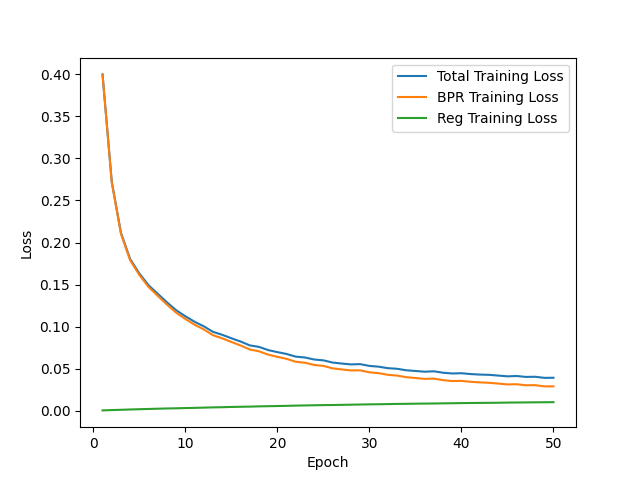 Total Training Loss
BPR Training Loss
Reg Training Loss
0.40
0.35
0.30
0.25
0.20
0.15
0.10
0.05
0.00
Loss
0 10 20 30 40 50
Epoch